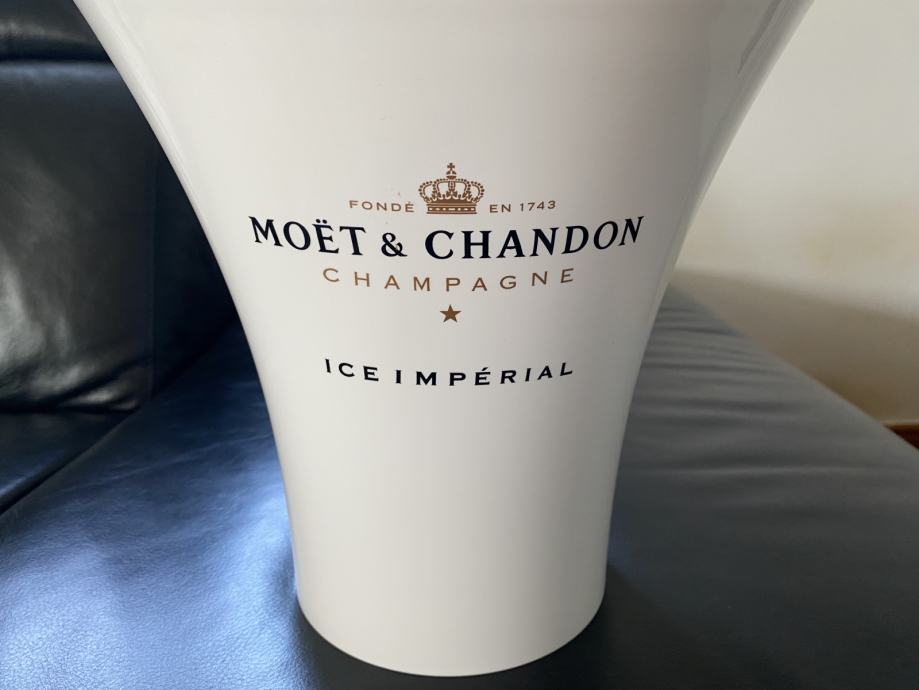 FONDÉ EN 1743
MOËT & CHANDON
CHAMPAGNE
ICE IMPÉRIAL